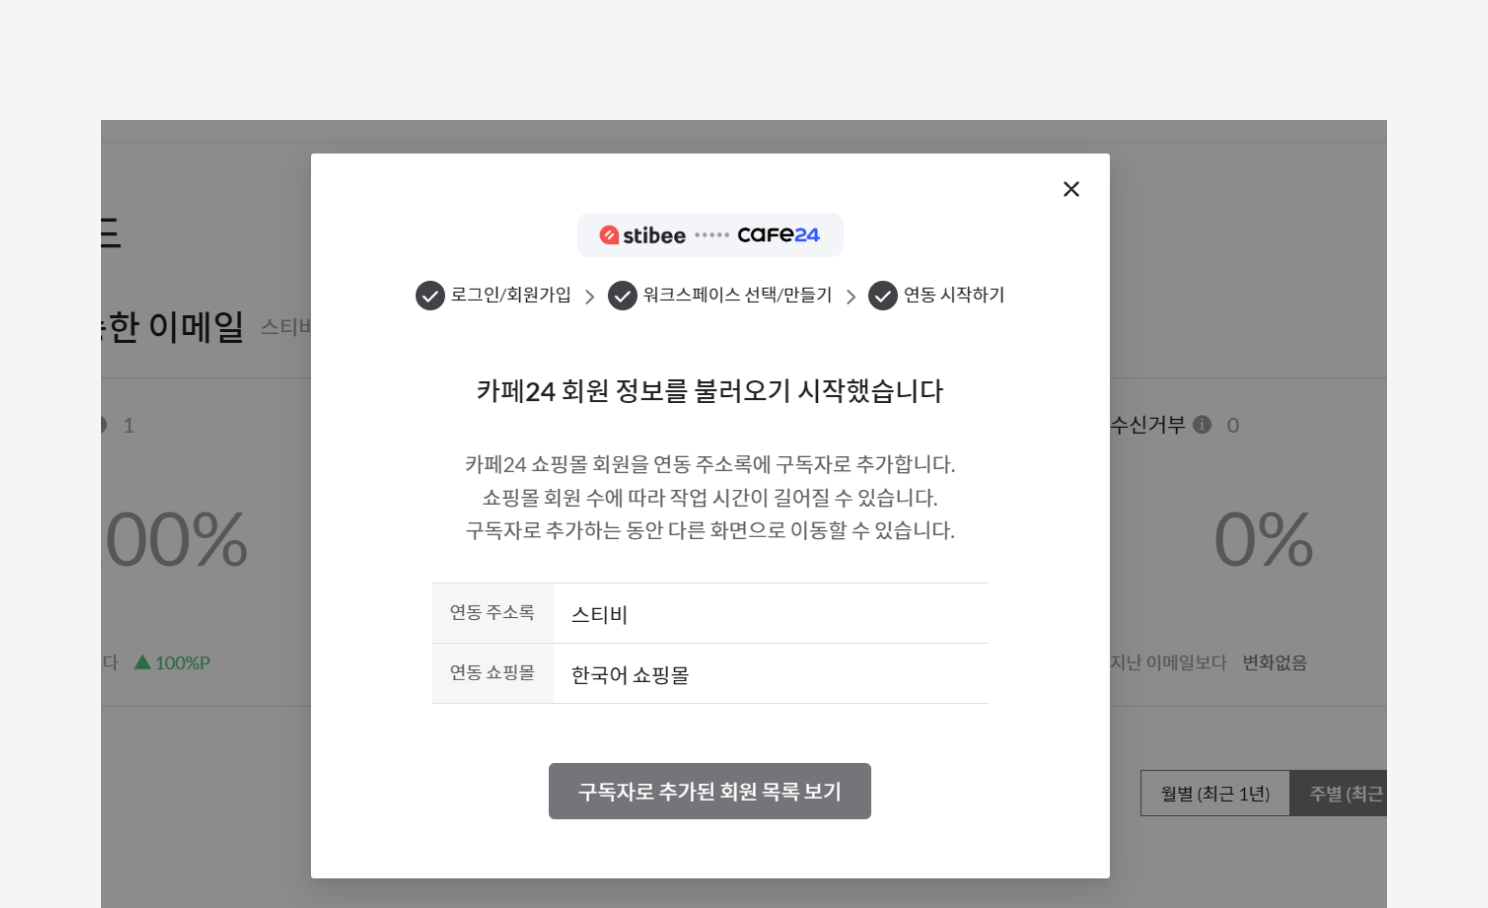 stibee ····· cafe24
로그인/회원가입 > 워크스페이스 선택/만들기 > 연동 시작하기
한 이메일 스티비
카페24 회원 정보를 불러오기 시작했습니다
1
수신거부 0
카페24 쇼핑몰 회원을 연동 주소록에 구독자로 추가합니다.
쇼핑몰 회원 수에 따라 작업 시간이 길어질 수 있습니다.
구독자로 추가하는 동안 다른 화면으로 이동할 수 있습니다.
00%
0%
연동 주소록 스티비
다 ▲ 100%P
지난 이메일보다 변화없음
연동 쇼핑몰 한국어 쇼핑몰
구독자로 추가된 회원 목록 보기
월별 (최근 1년) 주별 (최근